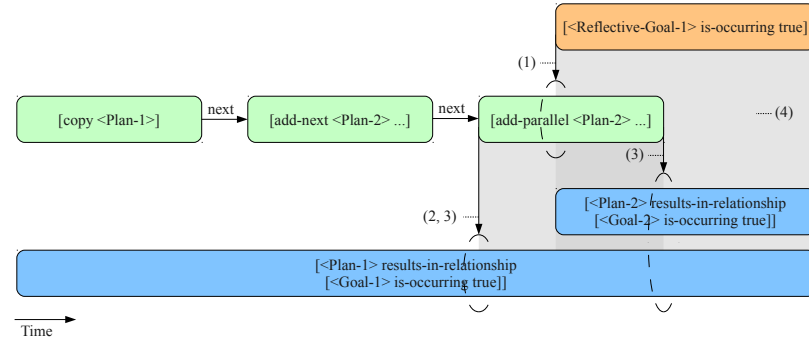 [<Reflective-Goal-1> is-occurring true]
(1)
[copy <Plan-1>]
next
[add-next <Plan-2> ...]
next
[add-parallel <Plan-2> ...]
(4)
(3)
(2, 3)
[<Plan-2> results-in-relationship
[<Goal-2> is-occurring true]]
[<Plan-1> results-in-relationship
[<Goal-1> is-occurring true]]
Time